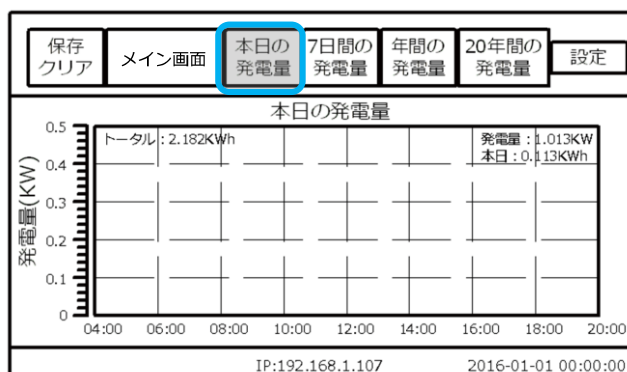 保存
クリア
メイン画面
本日の
発電量
7日間の
発電量
年間の
発電量
20年間の
発電量
設定
本日の発電量
発電量(KW)
0.5
0.4
0.3
0.2
0.1
0
トータル:2.182KWh
発電量:1.013KW
本日:0.113KWh
04:00 06:00 08:00 10:00 12:00 14:00 16:00 18:00 20:00
IP:192.168.1.107 2016-01-01 00:00:00